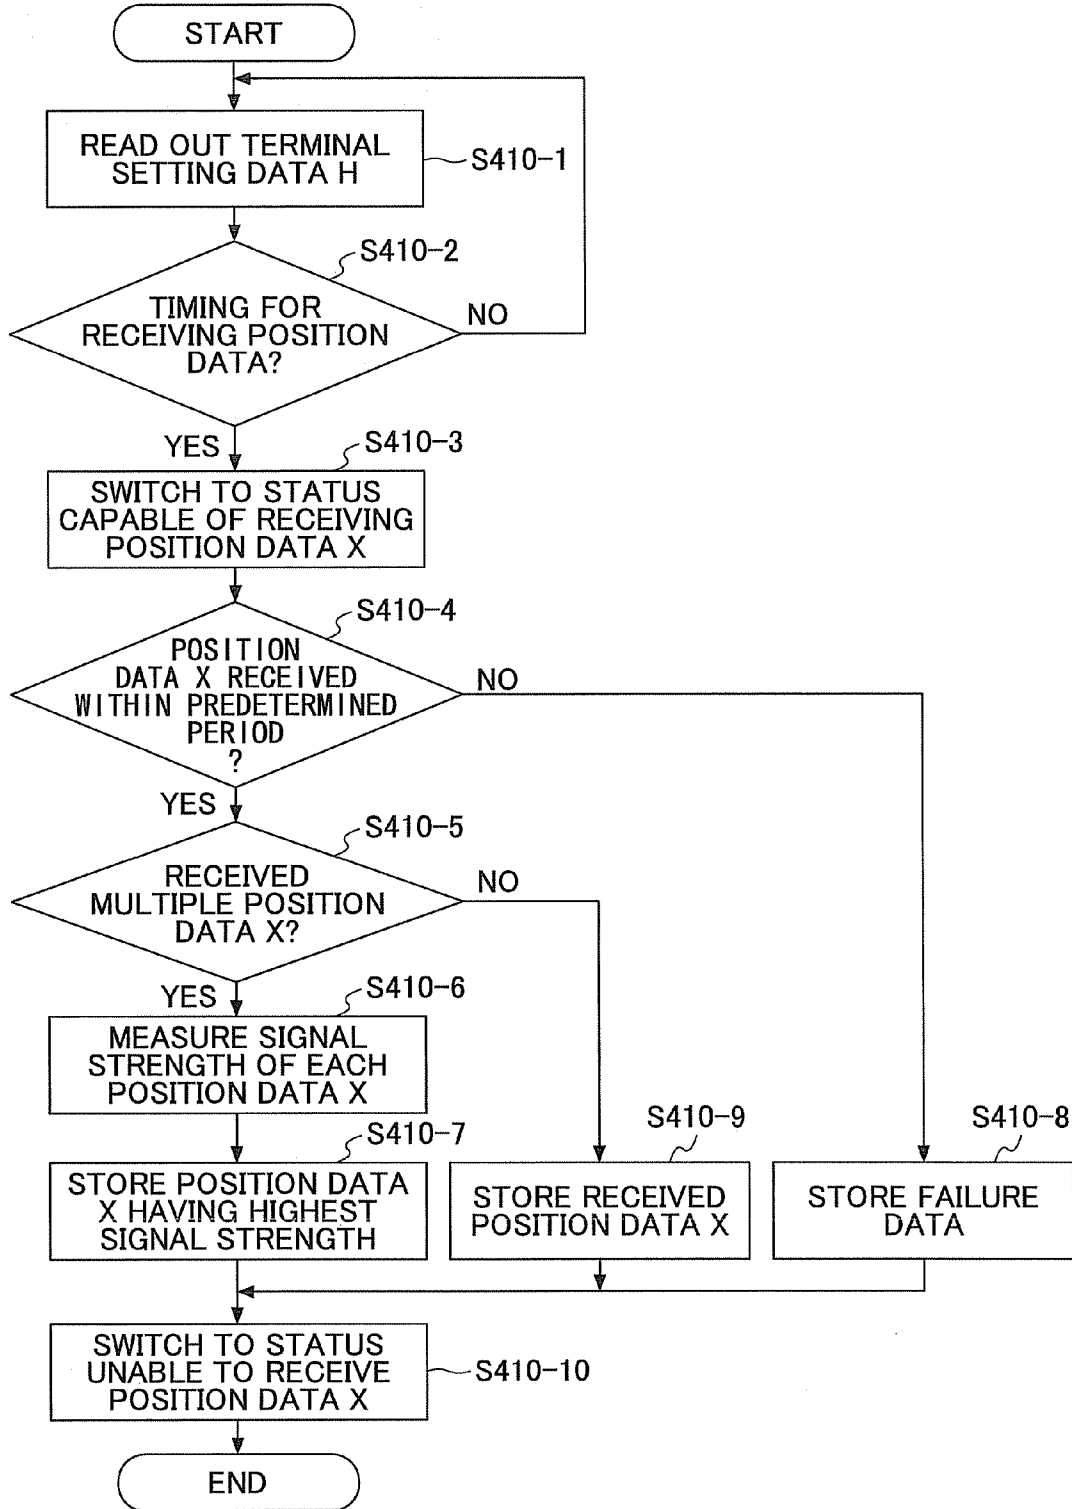 START
READ OUT TERMINAL
SETTING DATA H
S410-1
S410-2
TIMING FOR
RECEIVING POSITION
DATA?
NO
YES
S410-3
SWITCH TO STATUS
CAPABLE OF RECEIVING
POSITION DATA X
S410-4
POSITION
DATA X RECEIVED
WITHIN PREDETERMINED
PERIOD
?
NO
YES
S410-5
RECEIVED
MULTIPLE POSITION
DATA X?
NO
YES
S410-6
MEASURE SIGNAL
STRENGTH OF EACH
POSITION DATA X
S410-7
STORE POSITION DATA
X HAVING HIGHEST
SIGNAL STRENGTH
S410-9
STORE RECEIVED
POSITION DATA X
S410-8
STORE FAILURE
DATA
SWITCH TO STATUS
UNABLE TO RECEIVE
POSITION DATA X
S410-10
END